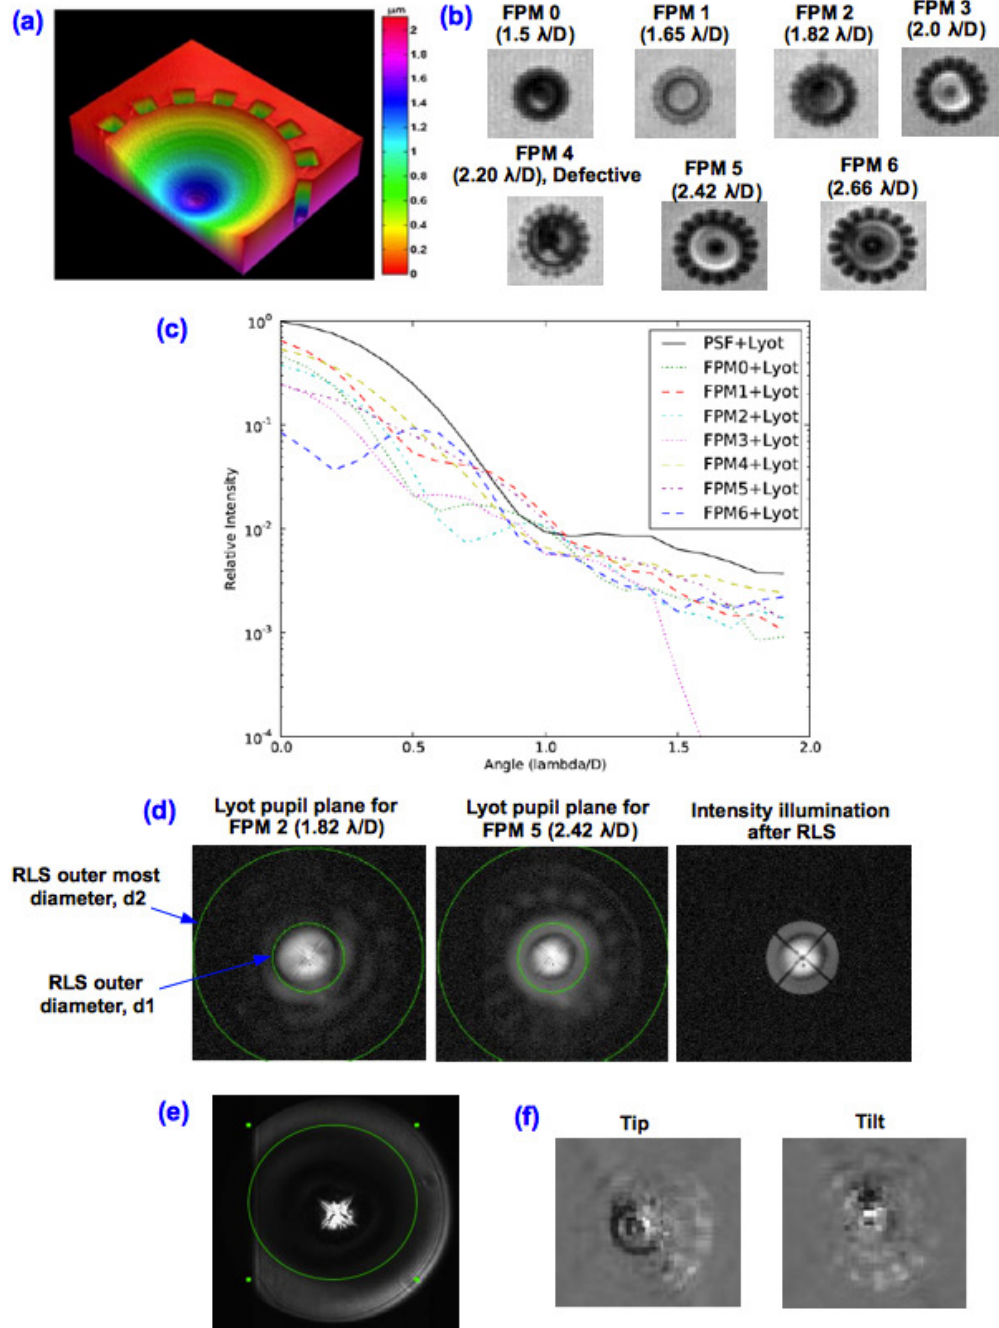 (a)
μm
2
1.8
1.6
1.4
1.2
1
0.8
0.6
0.4
0.2
0
(b)
FPM 0
(1.5 λ/D)
FPM 1
(1.65 λ/D)
FPM 2
(1.82 λ/D)
FPM 3
(2.0 λ/D)
FPM 4
(2.20 λ/D), Defective
FPM 5
(2.42 λ/D)
FPM 6
(2.66 λ/D)
(c)
10⁰
10⁻¹
10⁻²
10⁻³
10⁻⁴
Relative Intensity
PSF+Lyot
FPM0+Lyot
FPM1+Lyot
FPM2+Lyot
FPM3+Lyot
FPM4+Lyot
FPM5+Lyot
FPM6+Lyot
0.0
0.5
1.0
1.5
2.0
Angle (lambda/D)
(d)
Lyot pupil plane for
FPM 2 (1.82 λ/D)
Lyot pupil plane for
FPM 5 (2.42 λ/D)
Intensity illumination
after RLS
RLS outer most
diameter, d2
RLS outer
diameter, d1
(e)
(f)
Tip
Tilt